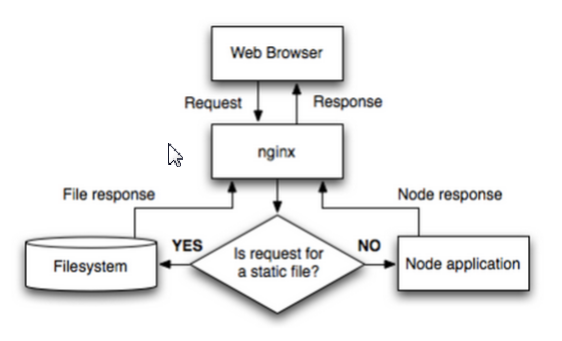 Web Browser
Request
Response
nginx
File response
Node response
YES
NO
Is request for
a static file?
Filesystem
Node application